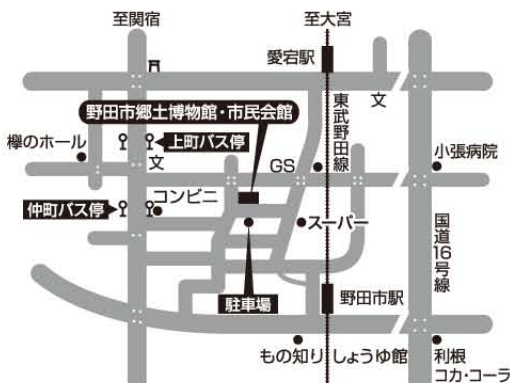 至関宿
至大宮
愛宕駅
文
野田市郷土博物館・市民会館
東武野田線
欅のホール
上町バス停
文
GS
小張病院
仲町バス停
コンビニ
スーパー
国道16号線
駐車場
野田市駅
もの知りしょうゆ館
利根
コカ・コーラ